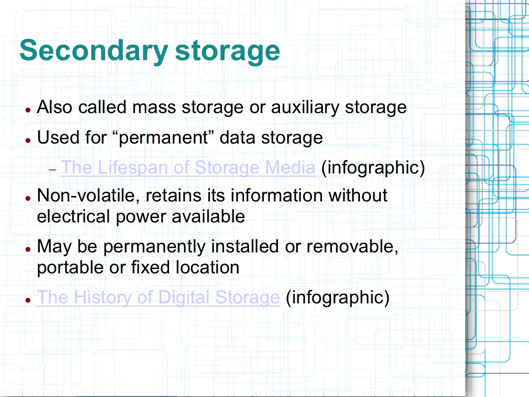 Secondary storage
● Also called mass storage or auxiliary storage
● Used for “permanent” data storage
– The Lifespan of Storage Media (infographic)
● Non-volatile, retains its information without
electrical power available
● May be permanently installed or removable,
portable or fixed location
● The History of Digital Storage (infographic)